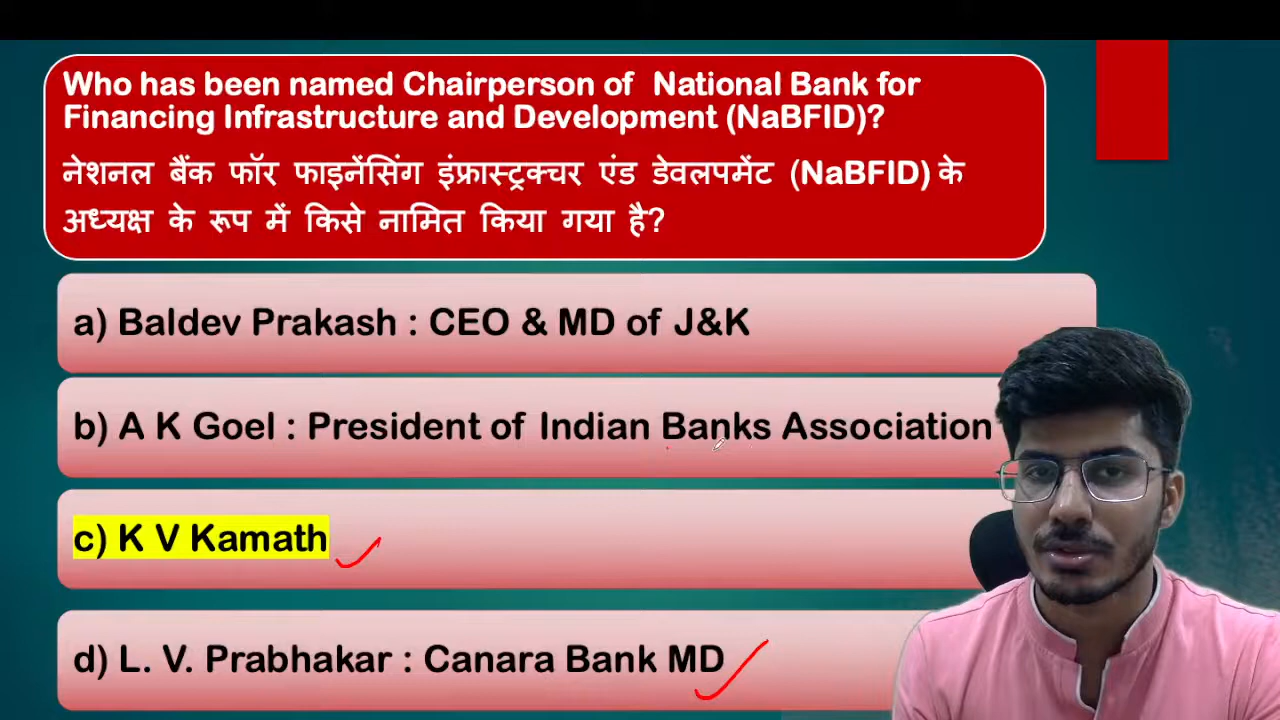 Who has been named Chairperson of National Bank for
Financing Infrastructure and Development (NaBFID)?
नेशनल बैंक फॉर फाइनेंसिंग इंफ्रास्ट्रक्चर एंड डेवलपमेंट (NaBFID) के
अध्यक्ष के रूप में किसे नामित किया गया है?
a) Baldev Prakash : CEO & MD of J&K
b) A K Goel : President of Indian Banks Association
c) K V Kamath
d) L. V. Prabhakar : Canara Bank MD